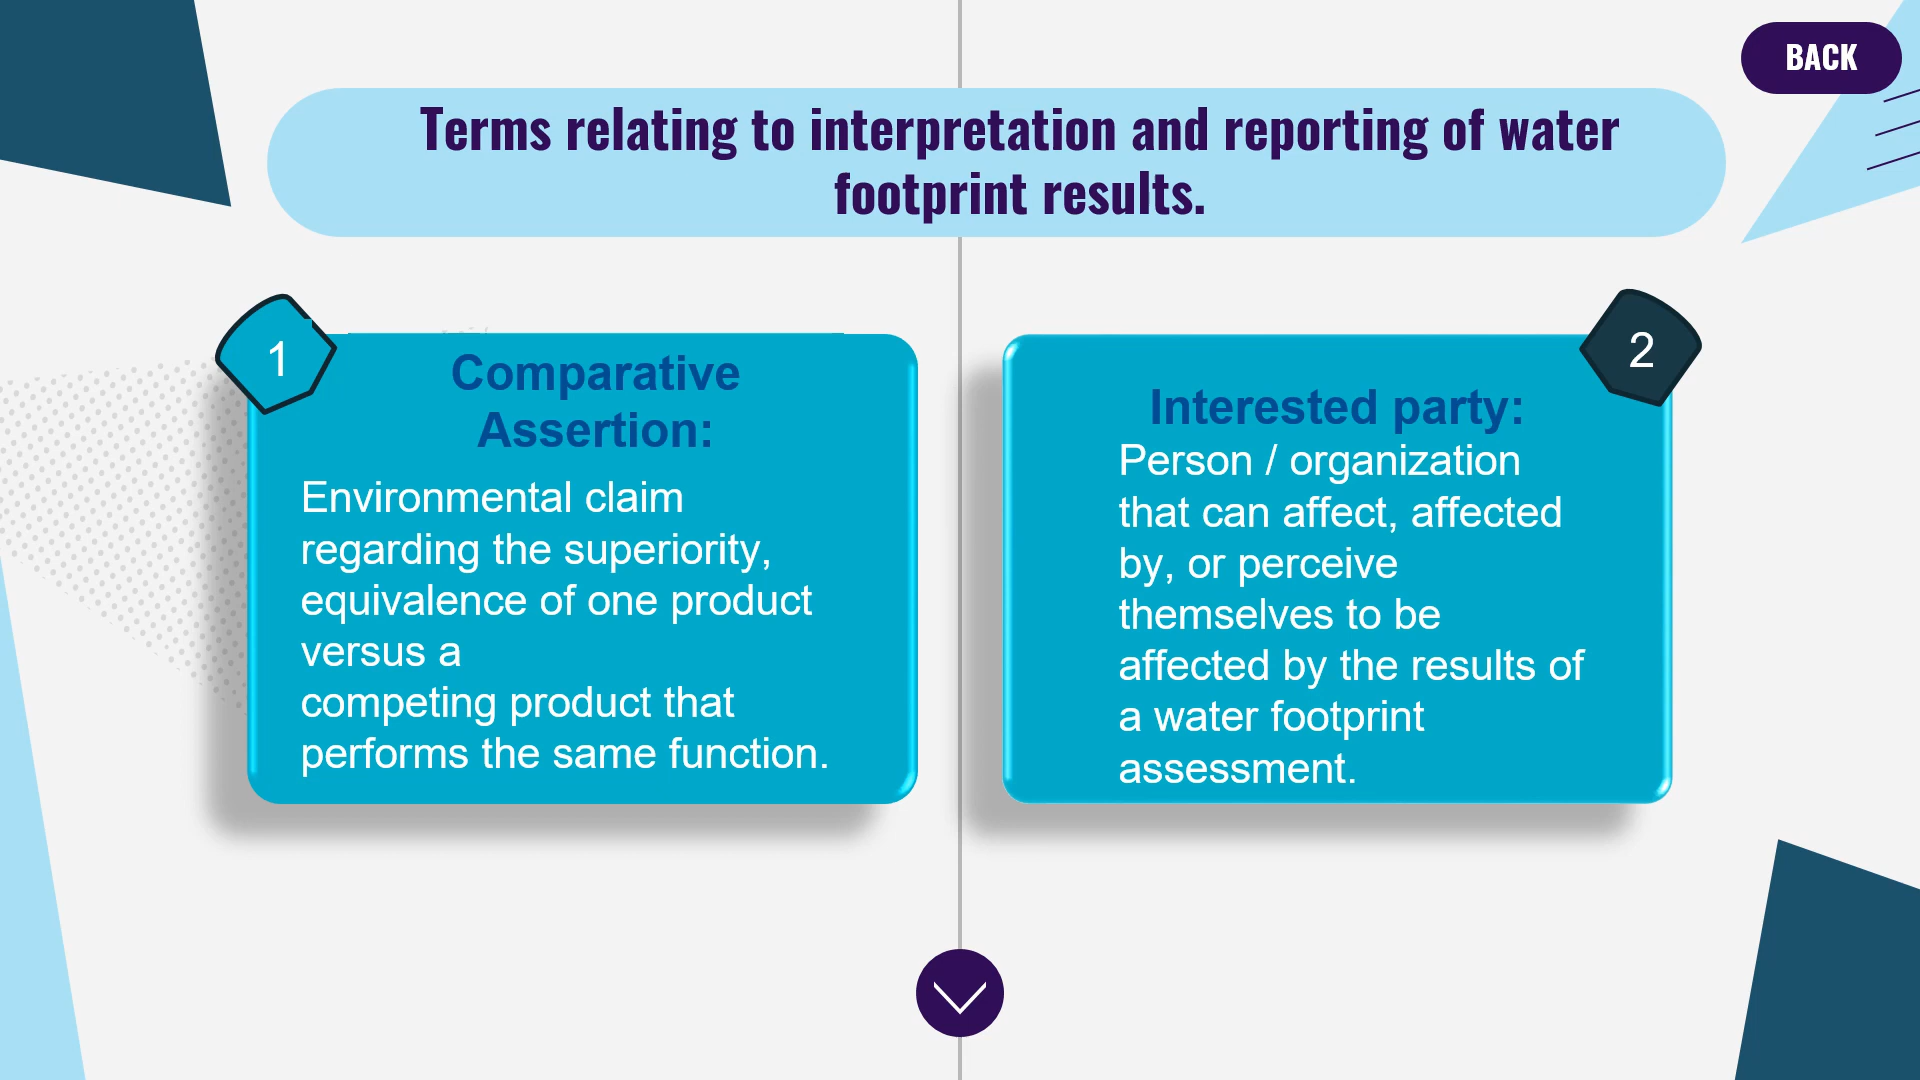 BACK
Terms relating to interpretation and reporting of water
footprint results.
1
Comparative
Assertion:
Environmental claim
regarding the superiority,
equivalence of one product
versus a
competing product that
performs the same function.
2
Interested party:
Person / organization
that can affect, affected
by, or perceive
themselves to be
affected by the results of
a water footprint
assessment.